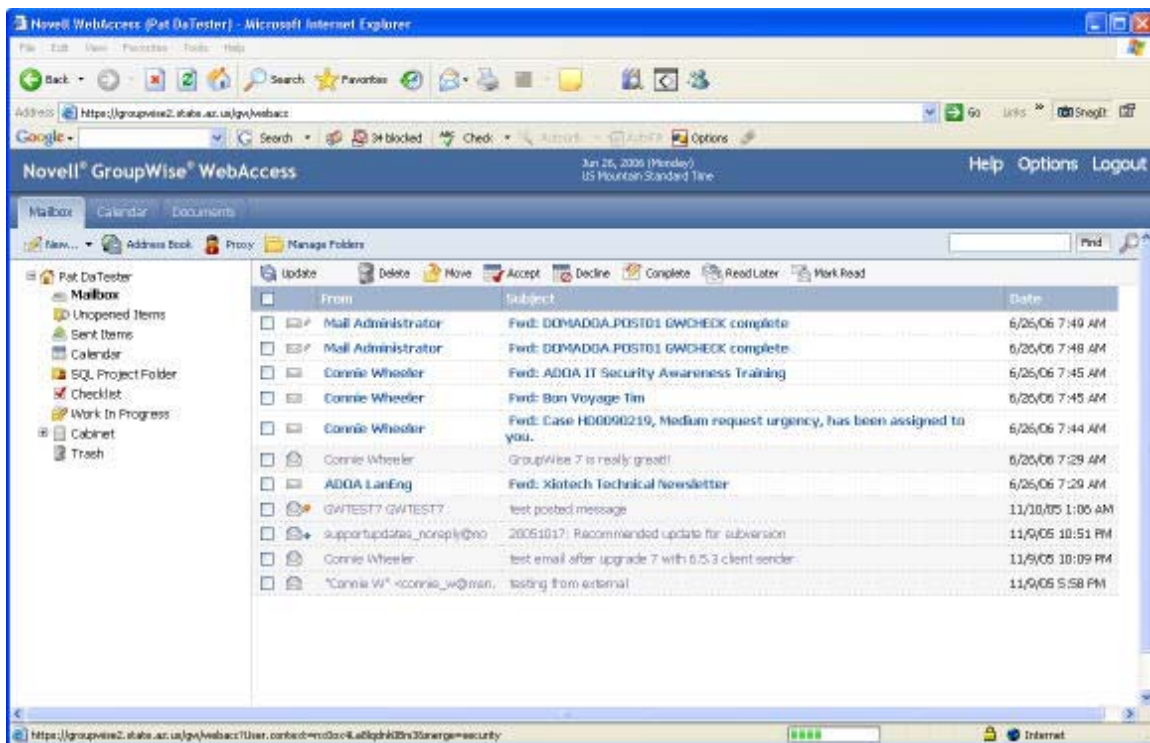 Novell WebAccess (Pat DaTester) - Microsoft Internet Explorer
File Edit View Favorites Tools Help
Back Search Favorites
Address https://groupwise2.state.az.us/gw/webacc Go Links SnagIt
Google Search 34 blocked Check AutoFill Options
Novell® GroupWise® WebAccess
Jun 26, 2006 (Monday)
US Mountain Standard Time
Help Options Logout
Mailbox Calendar Documents
New... Address Book Proxy Manage Folders Find
Pat DaTester
Mailbox
Unopened Items
Sent Items
Calendar
SQL Project Folder
Checklist
Work In Progress
Cabinet
Trash
Update Delete Move Accept Decline Complete Read Later Mark Read
From Subject Date
Mail Administrator Fwd: DOMADOA.POST01 GWCHECK complete 6/26/06 7:49 AM
Mail Administrator Fwd: DOMADOA.POST01 GWCHECK complete 6/26/06 7:48 AM
Connie Wheeler Fwd: ADOA IT Security Awareness Training 6/26/06 7:45 AM
Connie Wheeler Fwd: Bon Voyage Tim 6/26/06 7:45 AM
Connie Wheeler Fwd: Case HD0090219, Medium request urgency, has been assigned to you. 6/26/06 7:44 AM
Connie Wheeler GroupWise 7 is really great!! 6/26/06 7:29 AM
ADOA LanEng Fwd: Xiotech Technical Newsletter 6/26/06 7:29 AM
GWTEST7 GWTEST7 test posted message 11/10/05 1:06 AM
supportupdates_noreply@no 20051017: Recommended update for subversion 11/9/05 10:51 PM
Connie Wheeler test email after upgrade 7 with 6.5.3 client sender 11/9/05 10:09 PM
"Connie W" <connie_w@msn. testing from external 11/9/05 5:58 PM
Internet